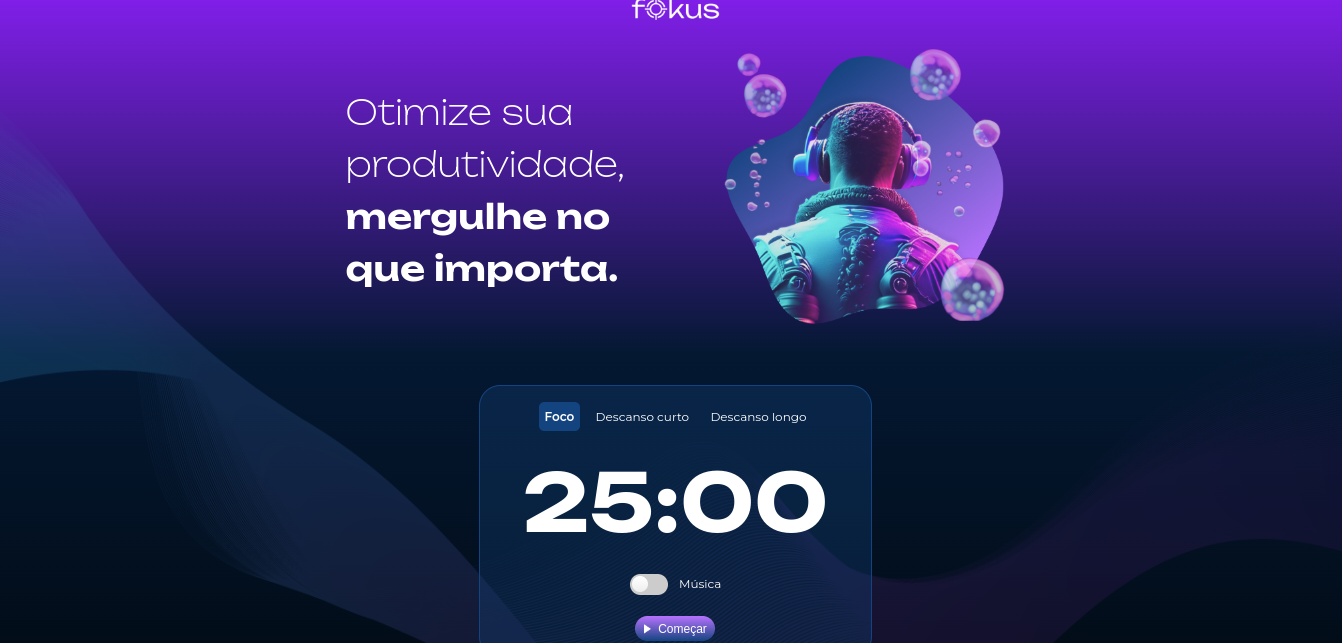 fokus
Otimize sua
produtividade,
mergulhe no
que importa.
Foco Descanso curto Descanso longo
25:00
Música
Começar